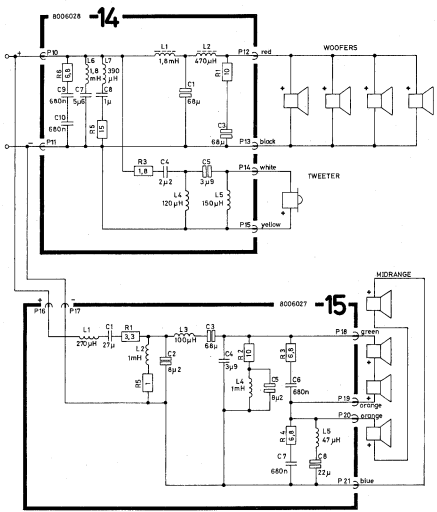 8006028 -14
+ P10 P12 red WOOFERS
L6 L7 L1 L2
R6 6,8 1,8 mH 390 µH 1,8mH 470µH R1 10
C9 C7 C8 C1
680n 5µ6 1µ 68µ
C10 R5 15 C3
680n 68µ
- P11 P13 black
P14 white
R3 C4 C5
1,8 2µ2 3µ9 TWEETER
L4 L5
120µH 150µH
P15 yellow
MIDRANGE
+ - 8006027 -15
P16 P17
P18 green
L1 C1 R1 L3 C3
270µH 27µ 3,3 100µH 68µ
L2 C2 C4 R2 10 R3 6,8
1mH 8µ2 3µ9
R5 1 L4 C5 C6
1mH 8µ2 680n
P19 orange
P20 orange
R4 6,8 L5
47µH
C7 C8
680n 22µ
P21 blue